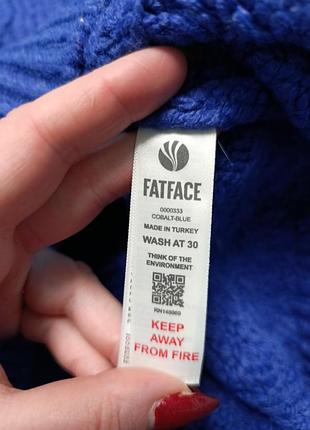 FATFACE
0000333
COBALT-BLUE
MADE IN TURKEY
WASH AT 30
THINK OF THE
ENVIRONMENT
RN148869
KEEP
AWAY
FROM FIRE